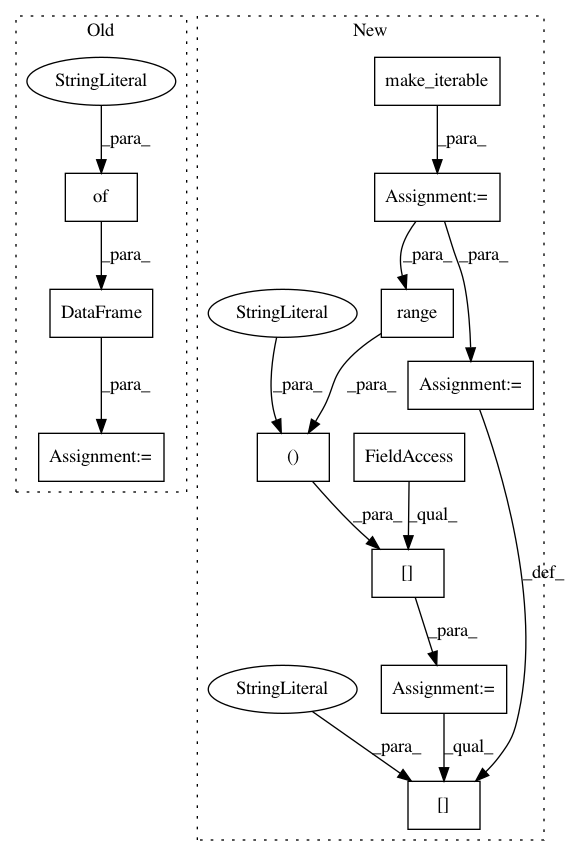 Old
New
StringLiteral
make_iterable
_para_
_para_
of
Assignment:=
_para_
_para_
_para_
DataFrame
StringLiteral
range
_para_
_para_
_para_
Assignment:=
Assignment:=
()
FieldAccess
_para_
_qual_
_def_
[]
_para_
StringLiteral
Assignment:=
_para_
_qual_
[]